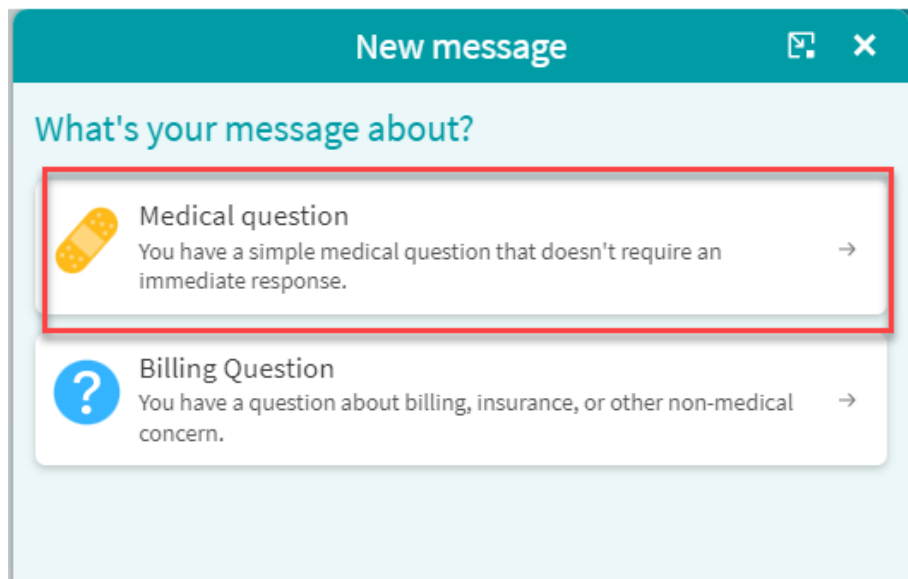 New message
What's your message about?
Medical question
You have a simple medical question that doesn't require an
immediate response.
Billing Question
You have a question about billing, insurance, or other non-medical
concern.